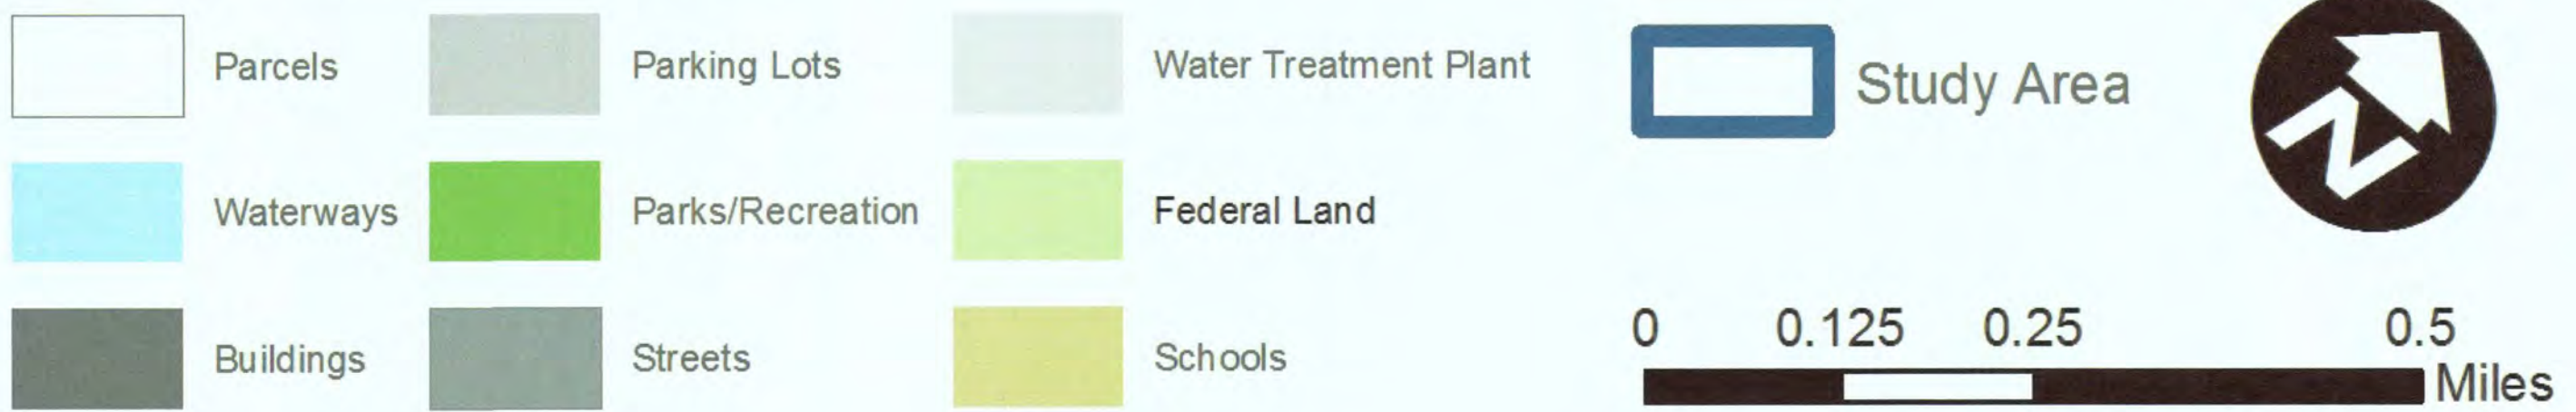 Parcels
Parking Lots
Water Treatment Plant
Study Area
N
Waterways
Parks/Recreation
Federal Land
Buildings
Streets
Schools
0 0.125 0.25 0.5
Miles